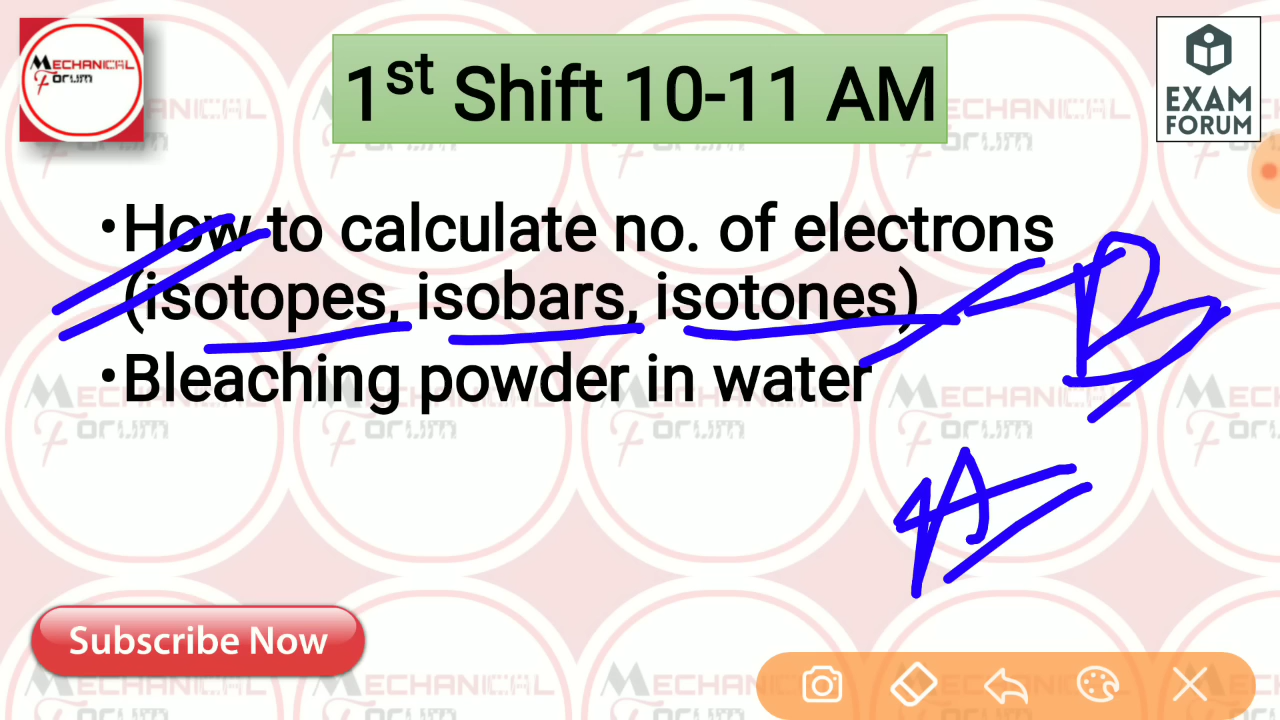 MECHANICAL
Forum
1st Shift 10-11 AM
EXAM
FORUM
•How to calculate no. of electrons
(isotopes, isobars, isotones)
B
•Bleaching powder in water
A
Subscribe Now